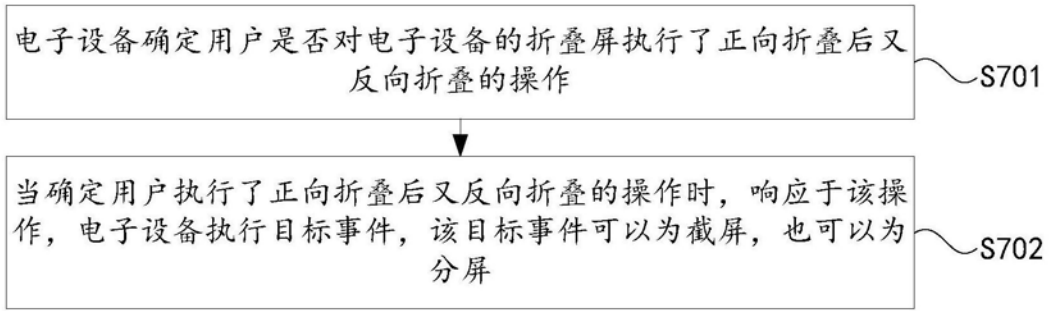 电子设备确定用户是否对电子设备的折叠屏执行了正向折叠后又
反向折叠的操作
S701
当确定用户执行了正向折叠后又反向折叠的操作时，响应于该操
作，电子设备执行目标事件，该目标事件可以为截屏，也可以为
分屏
S702